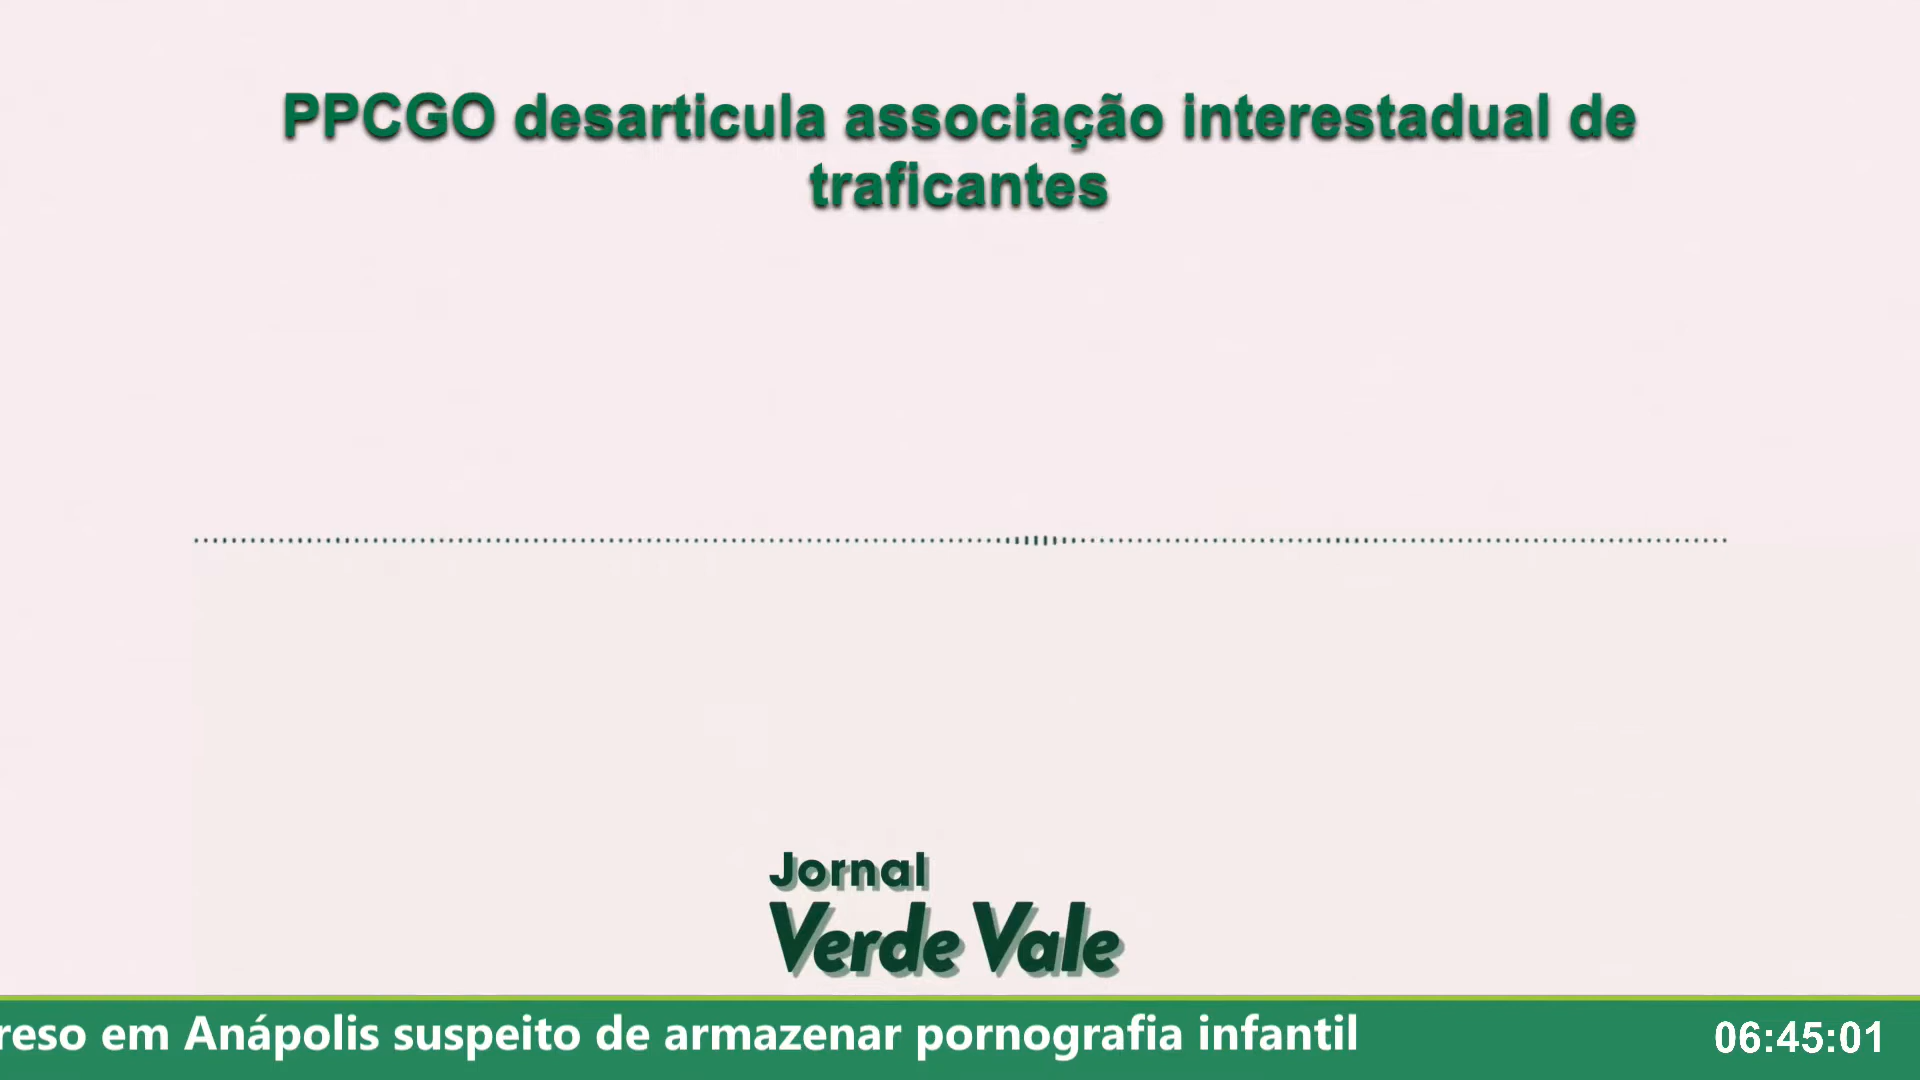 PPCGO desarticula associação interestadual de
traficantes
Jornal
Verde Vale
reso em Anápolis suspeito de armazenar pornografia infantil
06:45:01